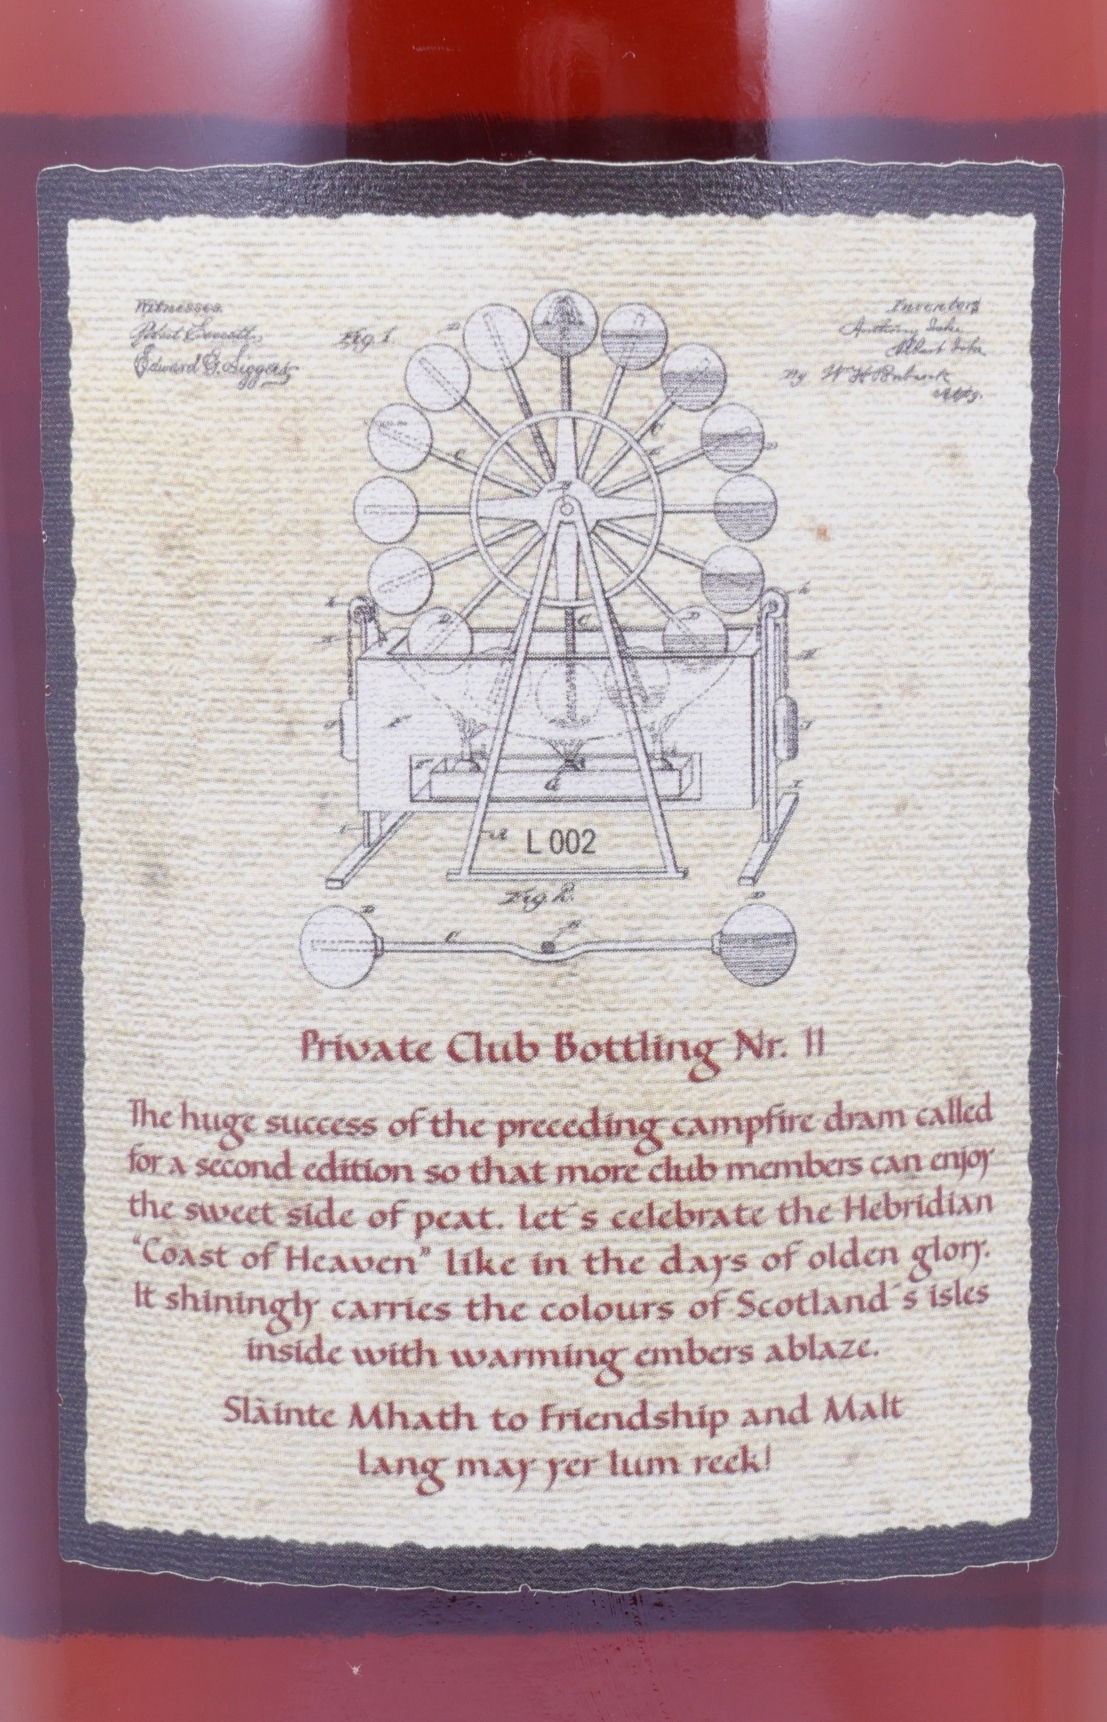 Witnesses
Edward G. Siggers
Fig. 1.
Inventors
L 002
Fig. 2.
Private Club Bottling Nr. 11
The huge success of the preceding campfire dram called
for a second edition so that more club members can enjoy
the sweet side of peat. Let´s celebrate the Hebridian
“Coast of Heaven” like in the days of olden glory.
It shiningly carries the colours of Scotland´s isles
inside with warming embers ablaze.
Slàinte Mhath to Friendship and Malt
Lang may yer lum reek!